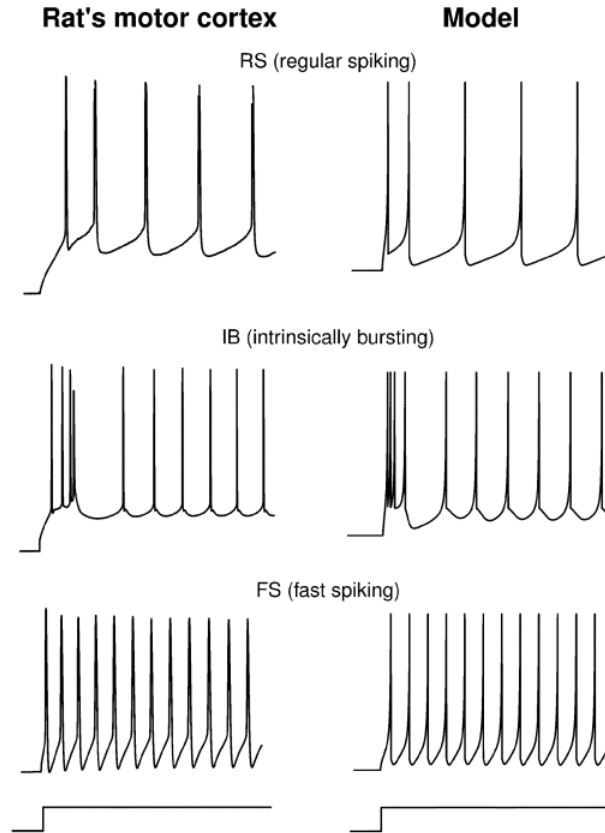 Rat's motor cortex Model
RS (regular spiking)
IB (intrinsically bursting)
FS (fast spiking)